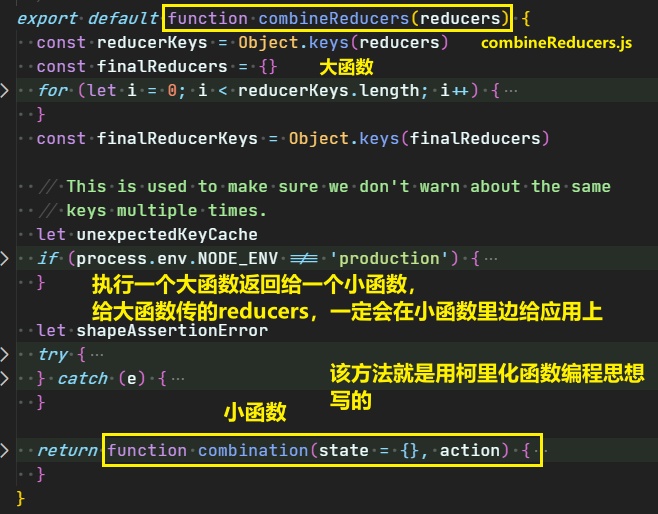 export default function combineReducers(reducers) {
const reducerKeys = Object.keys(reducers) combineReducers.js
const finalReducers = {} 大函数
for (let i = 0; i < reducerKeys.length; i++) {…
}
const finalReducerKeys = Object.keys(finalReducers)
// This is used to make sure we don't warn about the same
// keys multiple times.
let unexpectedKeyCache
if (process.env.NODE_ENV !== 'production') {…
}
执行一个大函数返回给一个小函数，
给大函数传的reducers，一定会在小函数里边给应用上
let shapeAssertionError
try {…
} catch (e) {…
}
该方法就是用柯里化函数编程思想
写的
小函数
return function combination(state = {}, action) {…
}
}